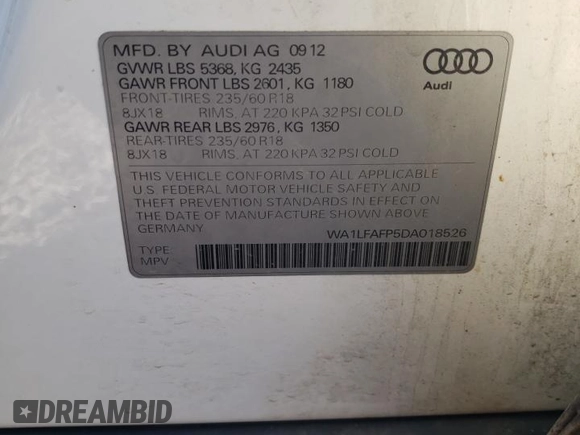 MFD. BY AUDI AG 09 12
GVWR LBS 5368, KG 2435
GAWR FRONT LBS 2601, KG 1180
FRONT-TIRES 235/60 R18
8JX18 RIMS, AT 220 KPA 32 PSI COLD
GAWR REAR LBS 2976, KG 1350
REAR-TIRES 235/60 R18
8JX18 RIMS, AT 220 KPA 32 PSI COLD
Audi
THIS VEHICLE CONFORMS TO ALL APPLICABLE
U.S. FEDERAL MOTOR VEHICLE SAFETY AND
THEFT PREVENTION STANDARDS IN EFFECT ON
THE DATE OF MANUFACTURE SHOWN ABOVE.
GERMANY
WA1LFAFP5DA018526
TYPE:
MPV
DREAMBID